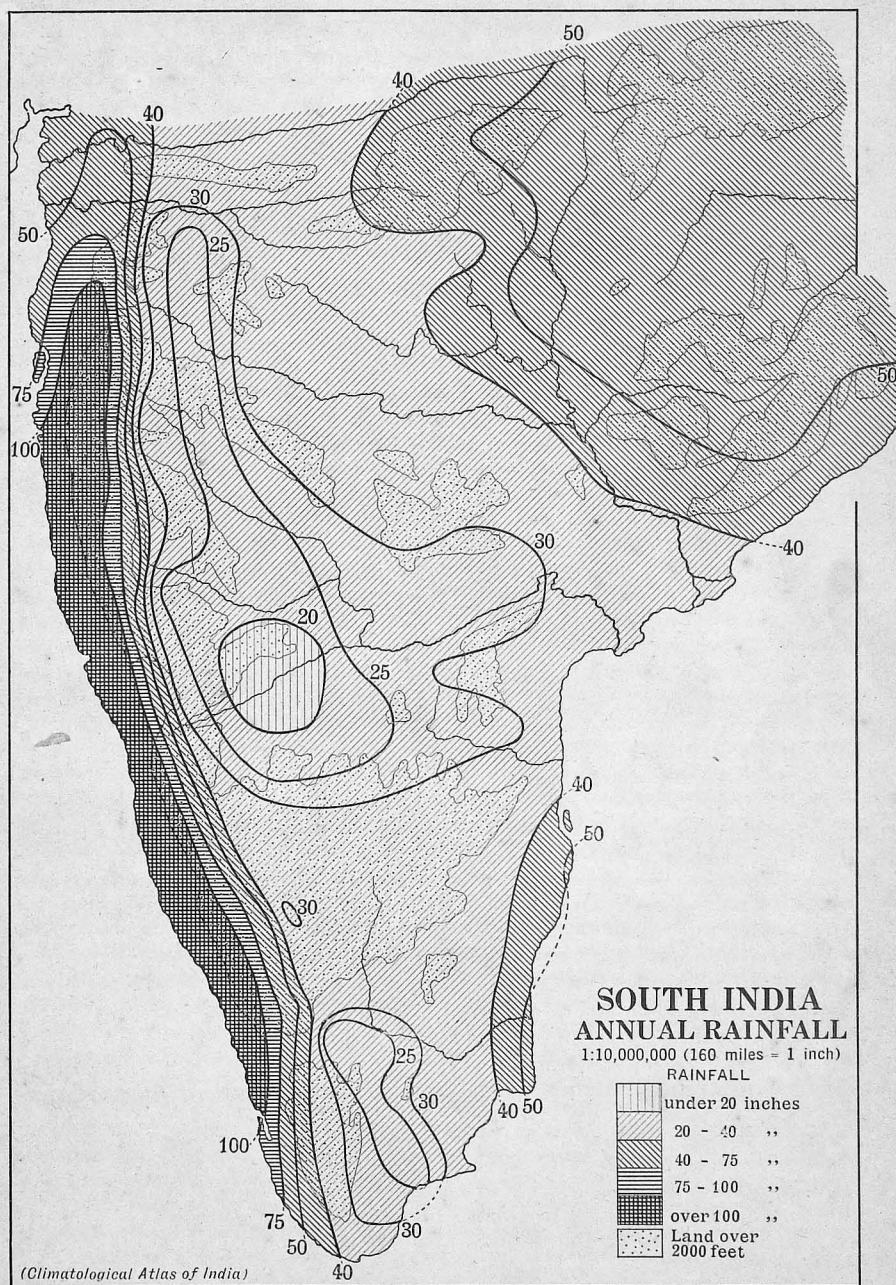 50
40
40
30
50
25
75
50
100
30
40
20
25
40
50
30
SOUTH INDIA
ANNUAL RAINFALL
1:10,000,000 (160 miles = 1 inch)
RAINFALL
under 20 inches
20 - 40 ,,
40 - 75 ,,
75 - 100 ,,
over 100 ,,
Land over
2000 feet
25
30
40 50
100
75
30
50
40
(Climatological Atlas of India)